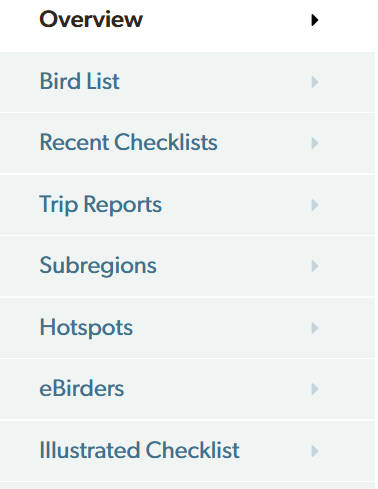 Overview
Bird List
Recent Checklists
Trip Reports
Subregions
Hotspots
eBirders
Illustrated Checklist